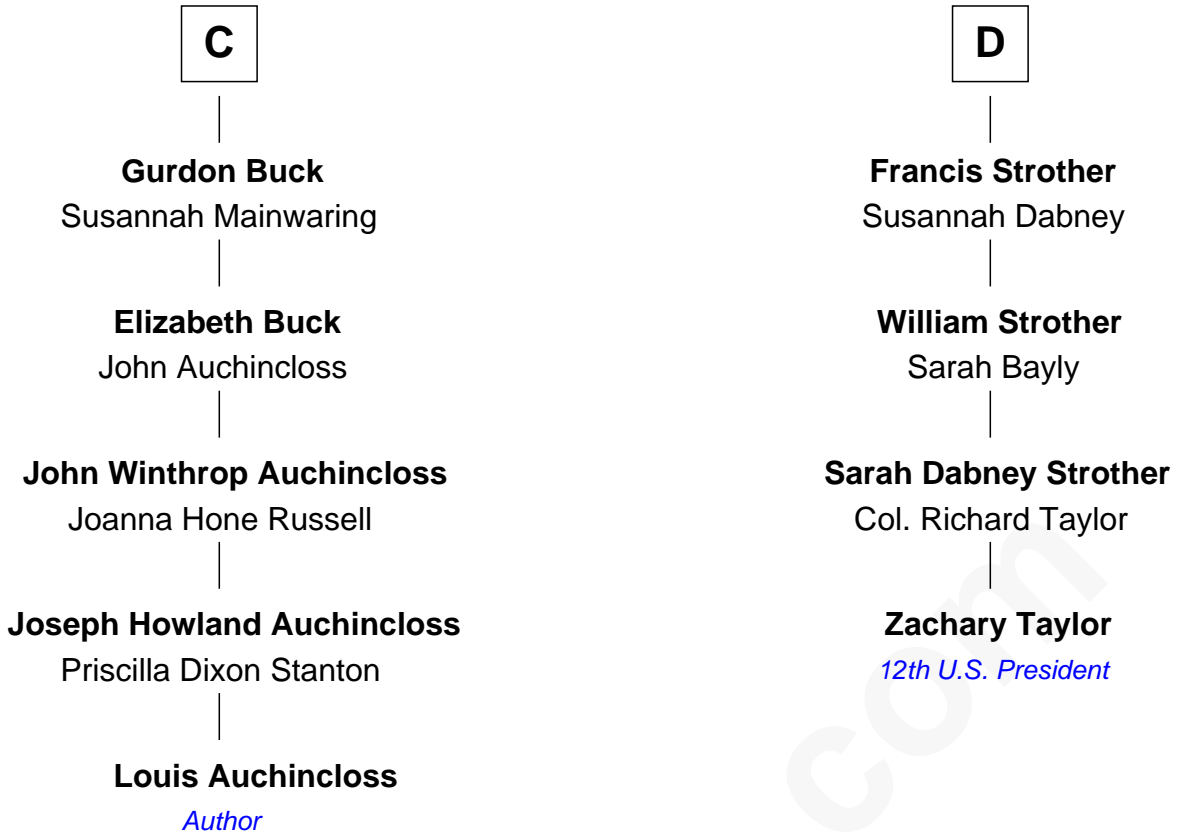 C
Gurdon Buck
Susannah Mainwaring
Elizabeth Buck
John Auchincloss
John Winthrop Auchincloss
Joanna Hone Russell
Joseph Howland Auchincloss
Priscilla Dixon Stanton
Louis Auchincloss
Author
D
Francis Strother
Susannah Dabney
William Strother
Sarah Bayly
Sarah Dabney Strother
Col. Richard Taylor
Zachary Taylor
12th U.S. President
com